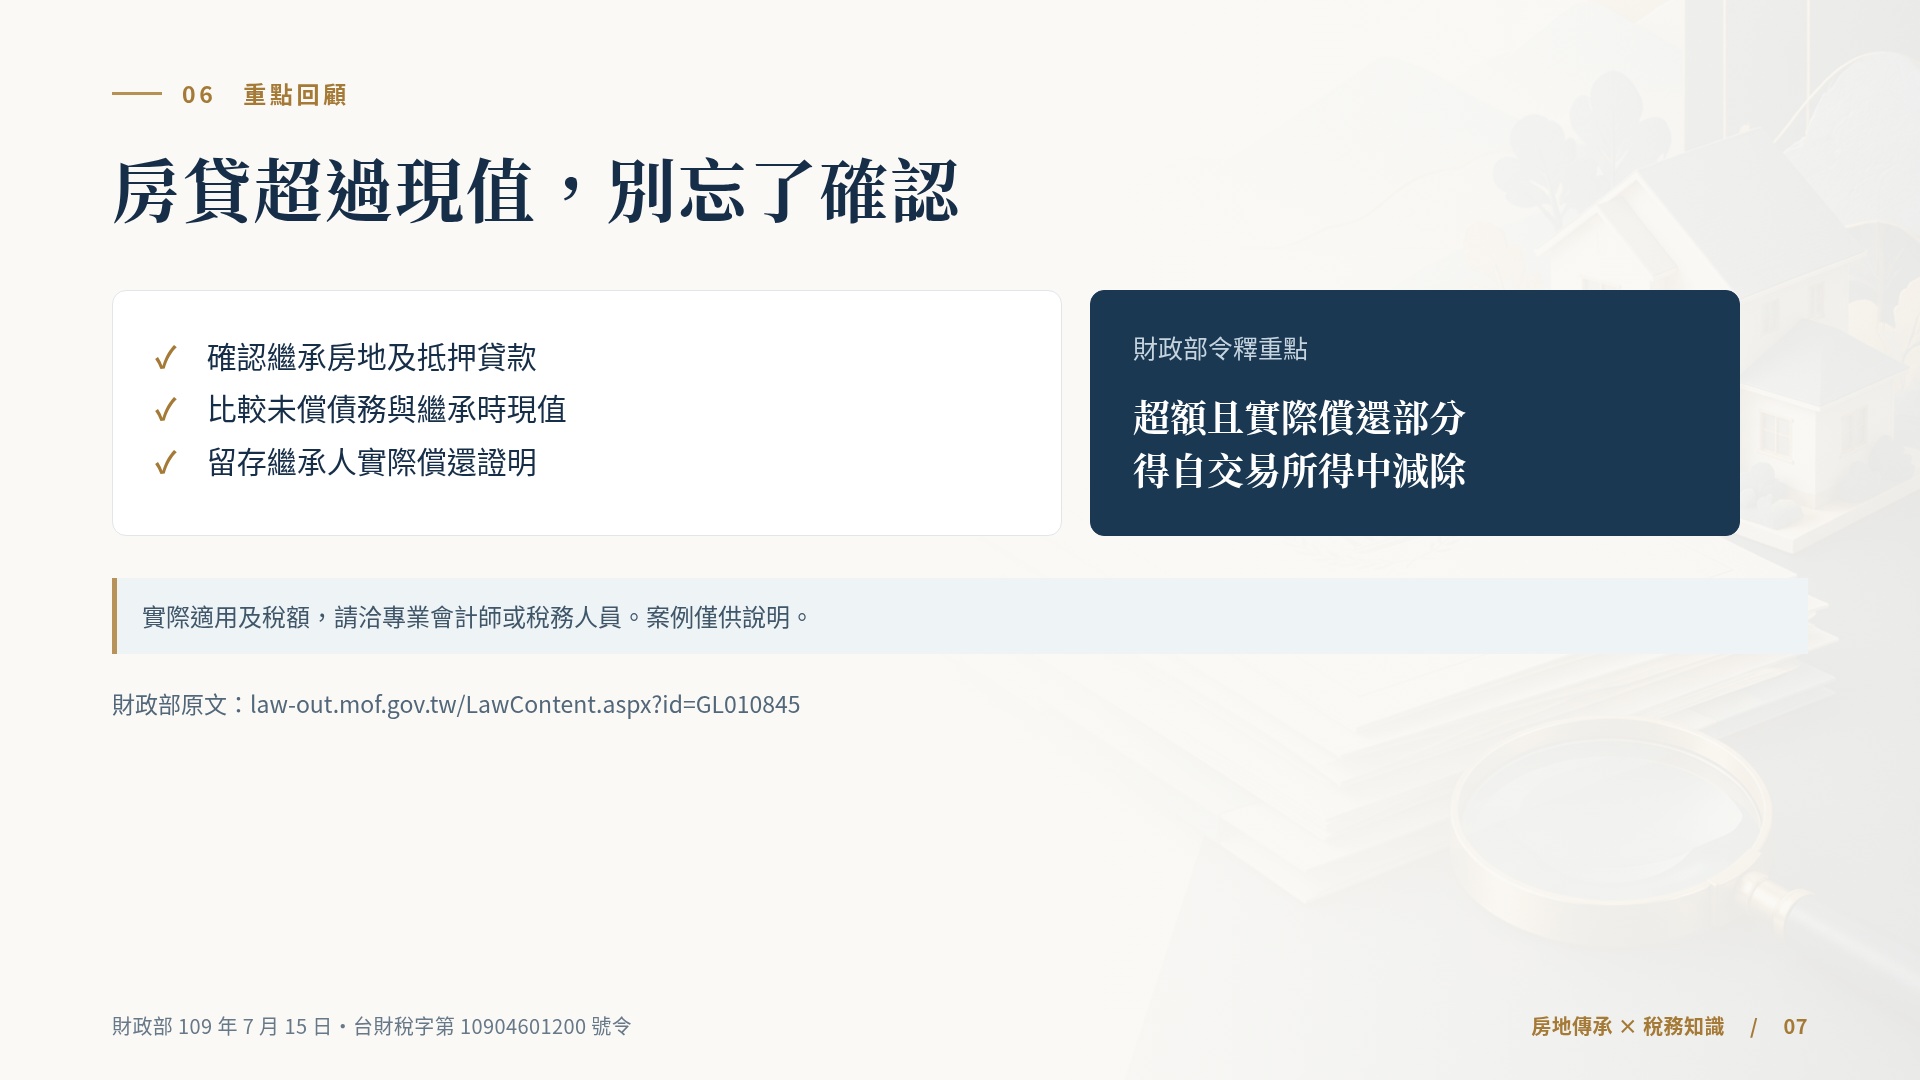 06 重點回顧
房貸超過現值，別忘了確認
✓ 確認繼承房地及抵押貸款
✓ 比較未償債務與繼承時現值
✓ 留存繼承人實際償還證明
財政部令釋重點
超額且實際償還部分
得自交易所得中減除
實際適用及稅額，請洽專業會計師或稅務人員。案例僅供說明。
財政部原文：law-out.mof.gov.tw/LawContent.aspx?id=GL010845
財政部 109 年 7 月 15 日・台財稅字第 10904601200 號令
房地傳承 × 稅務知識 / 07